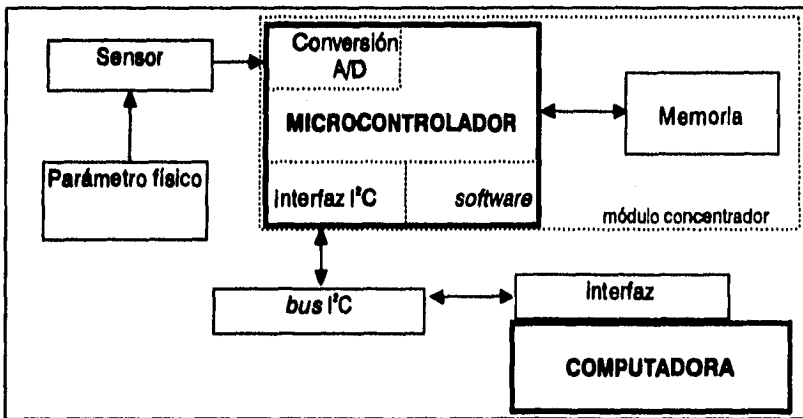 Sensor
Conversión
A/D
MICROCONTROLADOR
Memoria
Parámetro físico
interfaz I²C
software
módulo concentrador
bus I²C
interfaz
COMPUTADORA